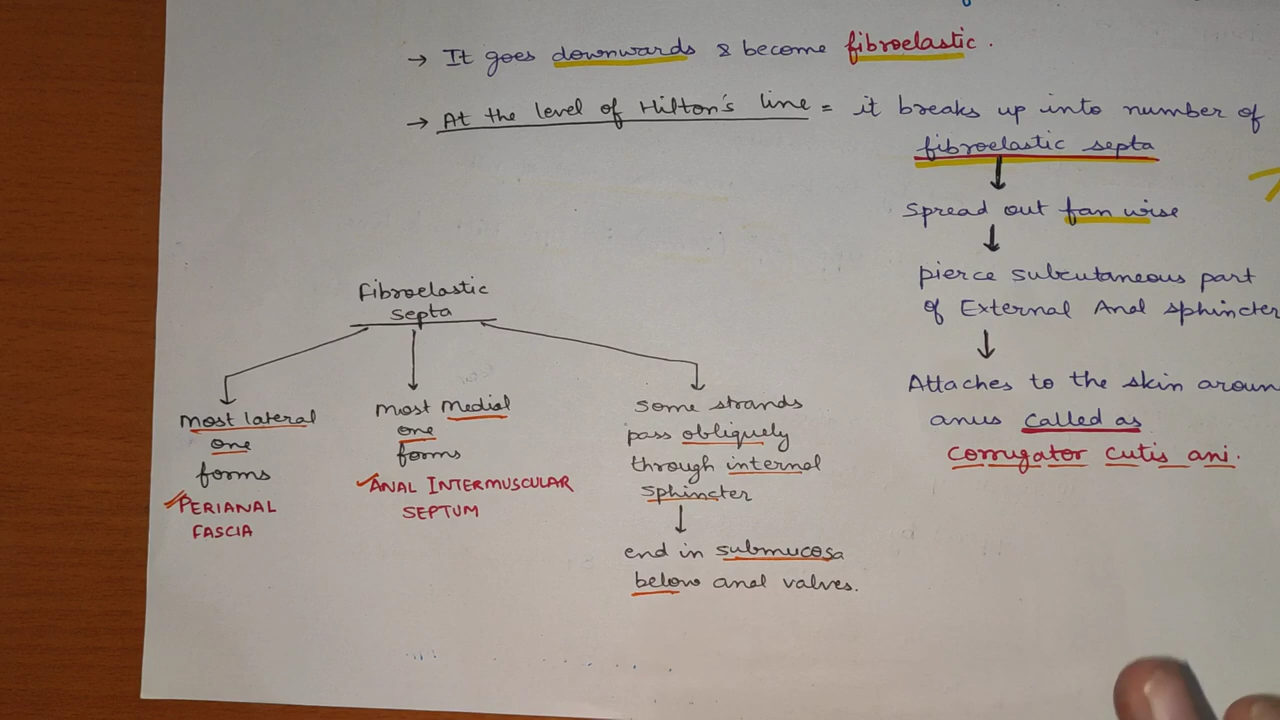 → It goes downwards & become fibroelastic.
→ At the level of Hilton's line = it breaks up into number of
fibroelastic septa
↓
Spread out fan wise
↓
pierce subcutaneous part
of External Anal sphincter
↓
Attaches to the skin aroun
anus called as
corrugator cutis ani.
Fibroelastic
septa
most lateral
one
forms
PERIANAL
FASCIA
most medial
one
forms
ANAL INTERMUSCULAR
SEPTUM
some strands
pass obliquely
through internal
sphincter
↓
end in submucosa
below anal valves.